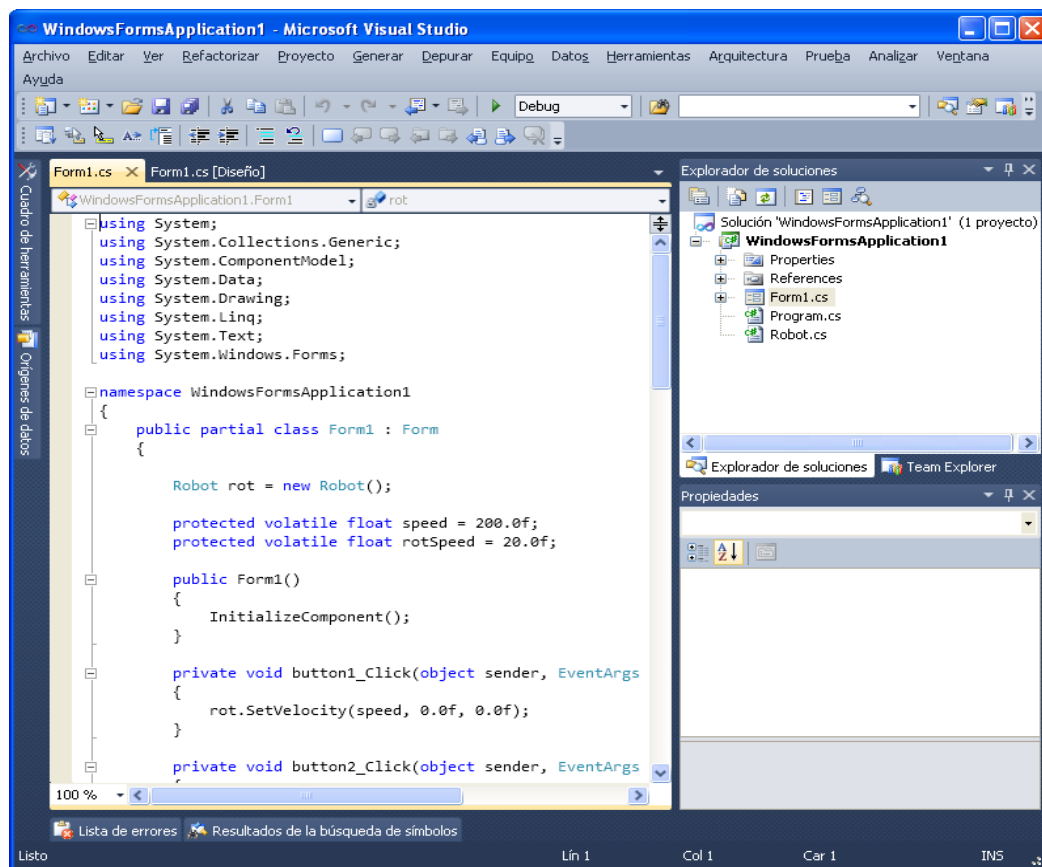 WindowsFormsApplication1 - Microsoft Visual Studio
Archivo Editar Ver Refactorizar Proyecto Generar Depurar Equipo Datos Herramientas Arquitectura Prueba Analizar Ventana
Ayuda
Debug
Cuadro de herramientas
Orígenes de datos
Form1.cs Form1.cs [Diseño]
WindowsFormsApplication1.Form1 rot
using System;
using System.Collections.Generic;
using System.ComponentModel;
using System.Data;
using System.Drawing;
using System.Linq;
using System.Text;
using System.Windows.Forms;
namespace WindowsFormsApplication1
{
public partial class Form1 : Form
{
Robot rot = new Robot();
protected volatile float speed = 200.0f;
protected volatile float rotSpeed = 20.0f;
public Form1()
{
InitializeComponent();
}
private void button1_Click(object sender, EventArgs
{
rot.SetVelocity(speed, 0.0f, 0.0f);
}
private void button2_Click(object sender, EventArgs
100 %
Explorador de soluciones
Solución 'WindowsFormsApplication1' (1 proyecto)
WindowsFormsApplication1
Properties
References
Form1.cs
Program.cs
Robot.cs
Explorador de soluciones Team Explorer
Propiedades
Lista de errores Resultados de la búsqueda de símbolos
Listo Lín 1 Col 1 Car 1 INS